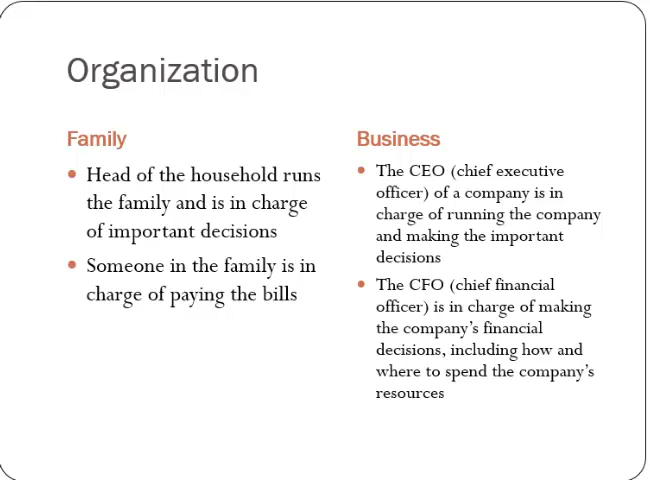 Organization
Family
Head of the household runs
the family and is in charge
of important decisions
Someone in the family is in
charge of paying the bills
Business
The CEO (chief executive
officer) of a company is in
charge of running the company
and making the important
decisions
The CFO (chief financial
officer) is in charge of making
the company's financial
decisions, including how and
where to spend the company's
resources